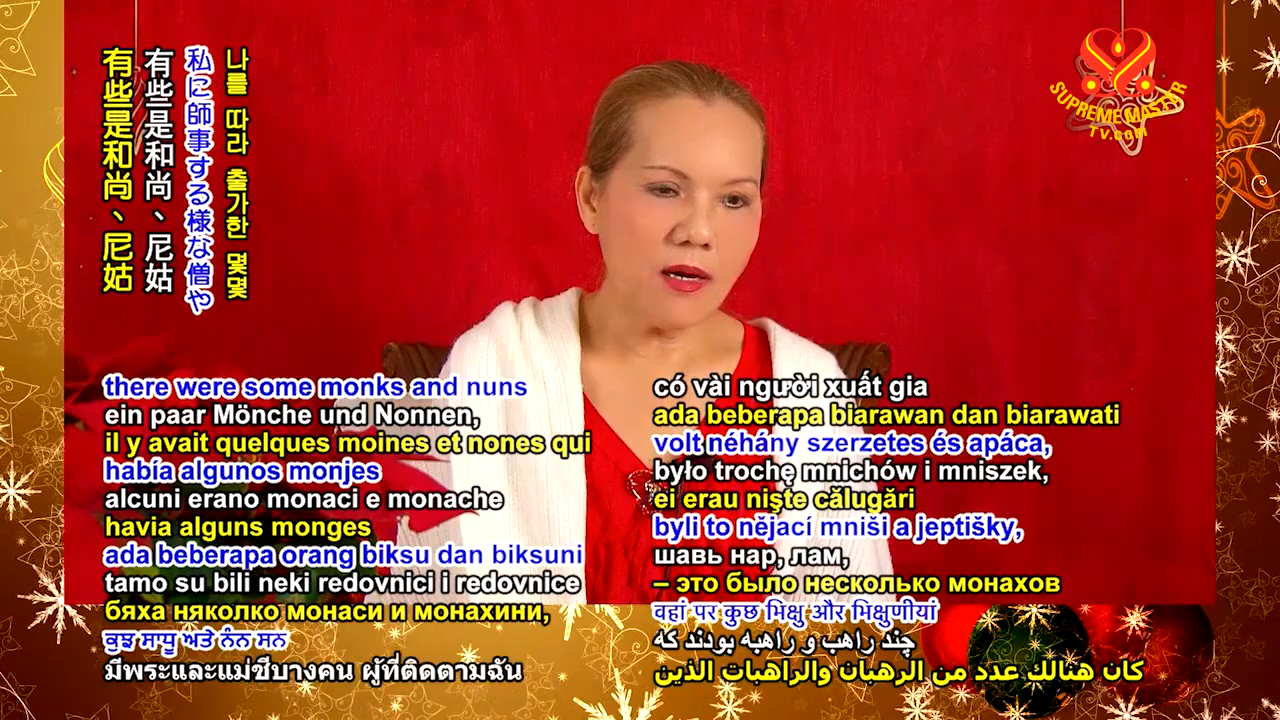 有些是和尚、尼姑
有些是和尚、尼姑
私に師事する様な僧や
나를 따라 출가한 몇몇
SUPREME MASTER
TV.COM
there were some monks and nuns
ein paar Mönche und Nonnen,
il y avait quelques moines et nones qui
había algunos monjes
alcuni erano monaci e monache
havia alguns monges
ada beberapa orang biksu dan biksuni
tamo su bili neki redovnici i redovnice
бяха няколко монаси и монахини,
ਕੁਝ ਸਾਧੂ ਅਤੇ ਨੰਨ ਸਨ
มีพระและแม่ชีบางคน ผู้ที่ติดตามฉัน
có vài người xuất gia
ada beberapa biarawan dan biarawati
volt néhány szerzetes és apáca,
było trochę mnichów i mniszek,
ei erau nişte călugări
byli to nějací mniši a jeptišky,
шавь нар, лам,
– это было несколько монахов
वहां पर कुछ भिक्षु और भिक्षुणीयां
چند راهب و راهبه بودند که
كان هنالك عدد من الرهبان والراهبات الذين